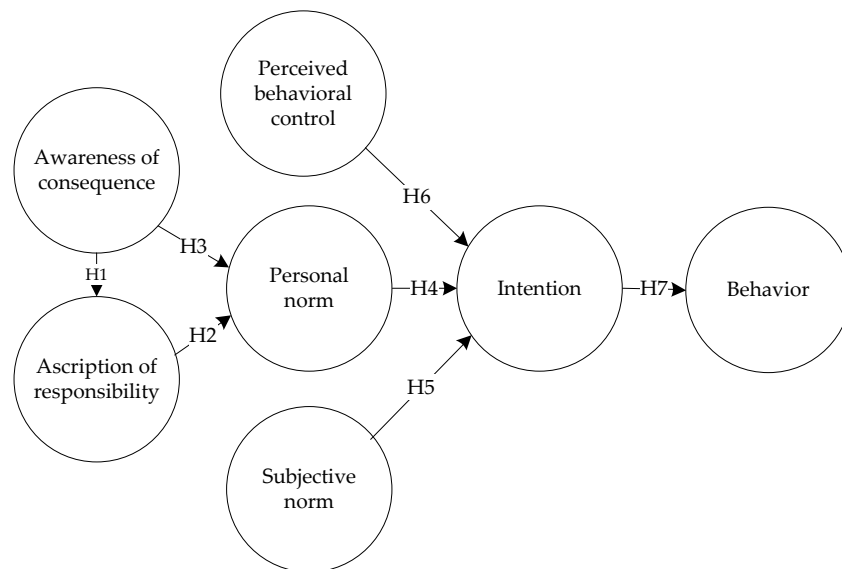 Perceived
behavioral
control
Awareness of
consequence
H6
H3
H1
Personal
norm
H4
Intention
H7
Behavior
H2
Ascription of
responsibility
H5
Subjective
norm